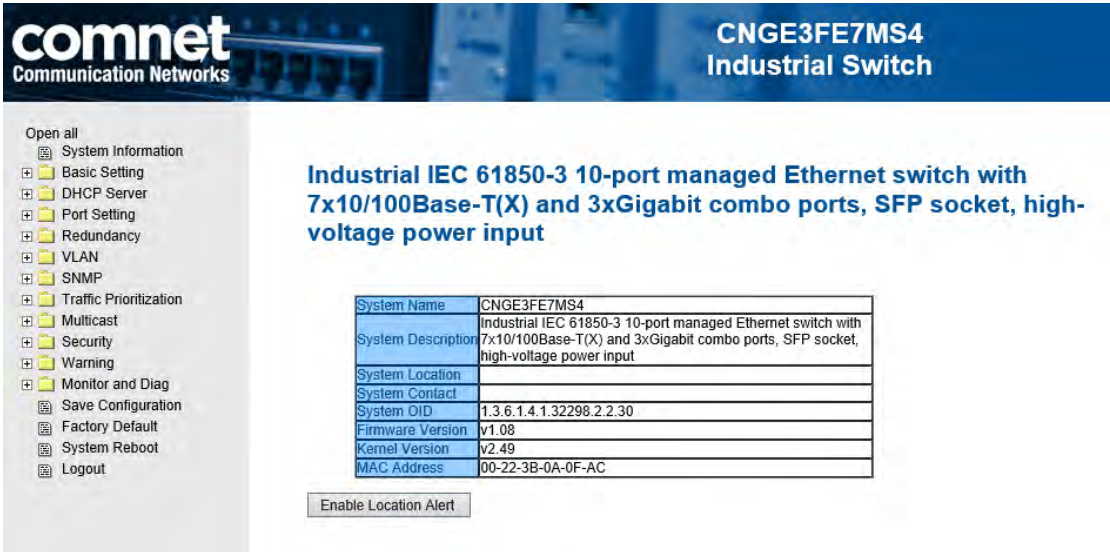 comnet
Communication Networks
CNGE3FE7MS4
Industrial Switch
Open all
System Information
Basic Setting
DHCP Server
Port Setting
Redundancy
VLAN
SNMP
Traffic Prioritization
Multicast
Security
Warning
Monitor and Diag
Save Configuration
Factory Default
System Reboot
Logout
Industrial IEC 61850-3 10-port managed Ethernet switch with
7x10/100Base-T(X) and 3xGigabit combo ports, SFP socket, high-
voltage power input
System Name CNGE3FE7MS4
System Description Industrial IEC 61850-3 10-port managed Ethernet switch with
7x10/100Base-T(X) and 3xGigabit combo ports, SFP socket,
high-voltage power input
System Location
System Contact
System OID 1.3.6.1.4.1.32298.2.2.30
Firmware Version v1.08
Kernel Version v2.49
MAC Address 00-22-3B-0A-0F-AC
Enable Location Alert